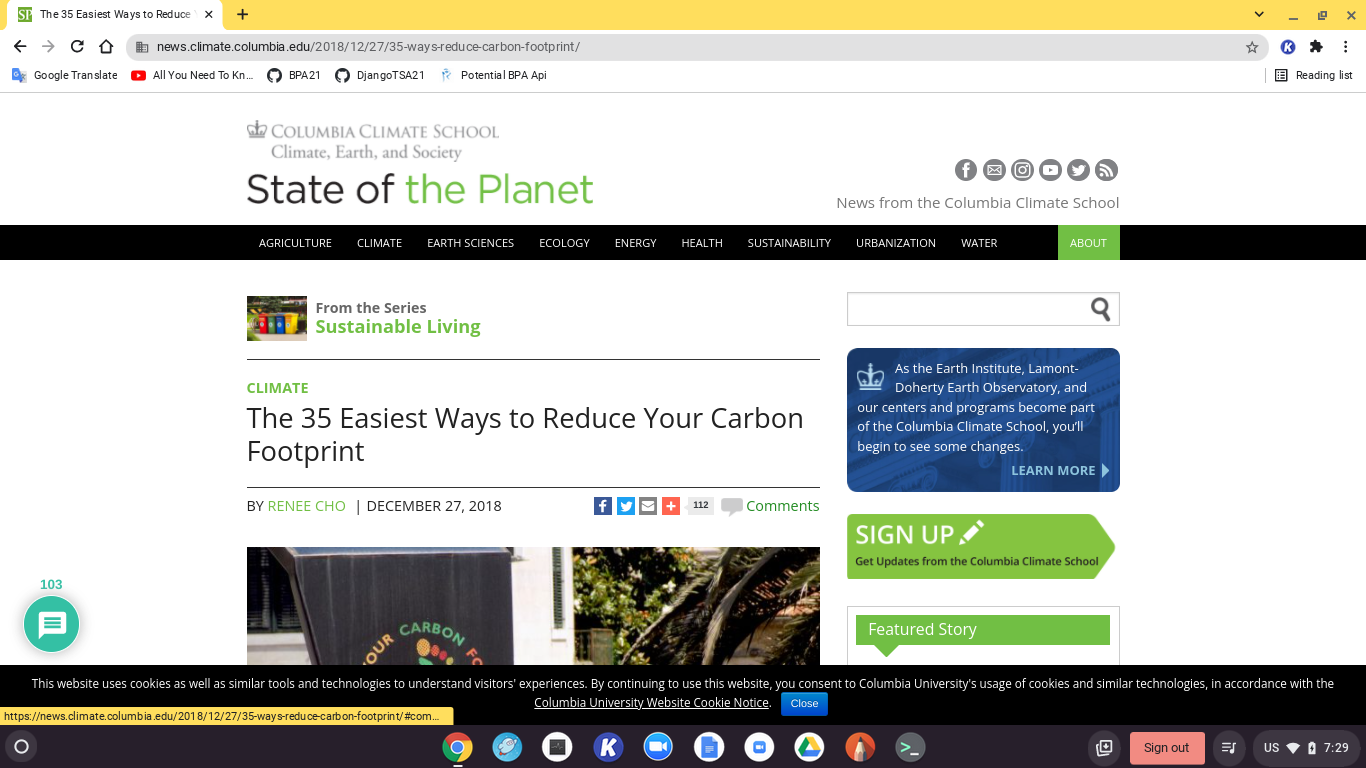 The 35 Easiest Ways to Reduce
news.climate.columbia.edu/2018/12/27/35-ways-reduce-carbon-footprint/
Google Translate All You Need To Kn... BPA21 DjangoTSA21 Potential BPA Api Reading list
COLUMBIA CLIMATE SCHOOL
Climate, Earth, and Society
State of the Planet
News from the Columbia Climate School
AGRICULTURE CLIMATE EARTH SCIENCES ECOLOGY ENERGY HEALTH SUSTAINABILITY URBANIZATION WATER ABOUT
From the Series
Sustainable Living
CLIMATE
The 35 Easiest Ways to Reduce Your Carbon
Footprint
BY RENEE CHO | DECEMBER 27, 2018 112 Comments
YOUR CARBON FO
As the Earth Institute, Lamont-
Doherty Earth Observatory, and
our centers and programs become part
of the Columbia Climate School, you'll
begin to see some changes.
LEARN MORE
SIGN UP
Get Updates from the Columbia Climate School
Featured Story
103
This website uses cookies as well as similar tools and technologies to understand visitors' experiences. By continuing to use this website, you consent to Columbia University's usage of cookies and similar technologies, in accordance with the
Columbia University Website Cookie Notice. Close
https://news.climate.columbia.edu/2018/12/27/35-ways-reduce-carbon-footprint/#com...
Sign out US 7:29